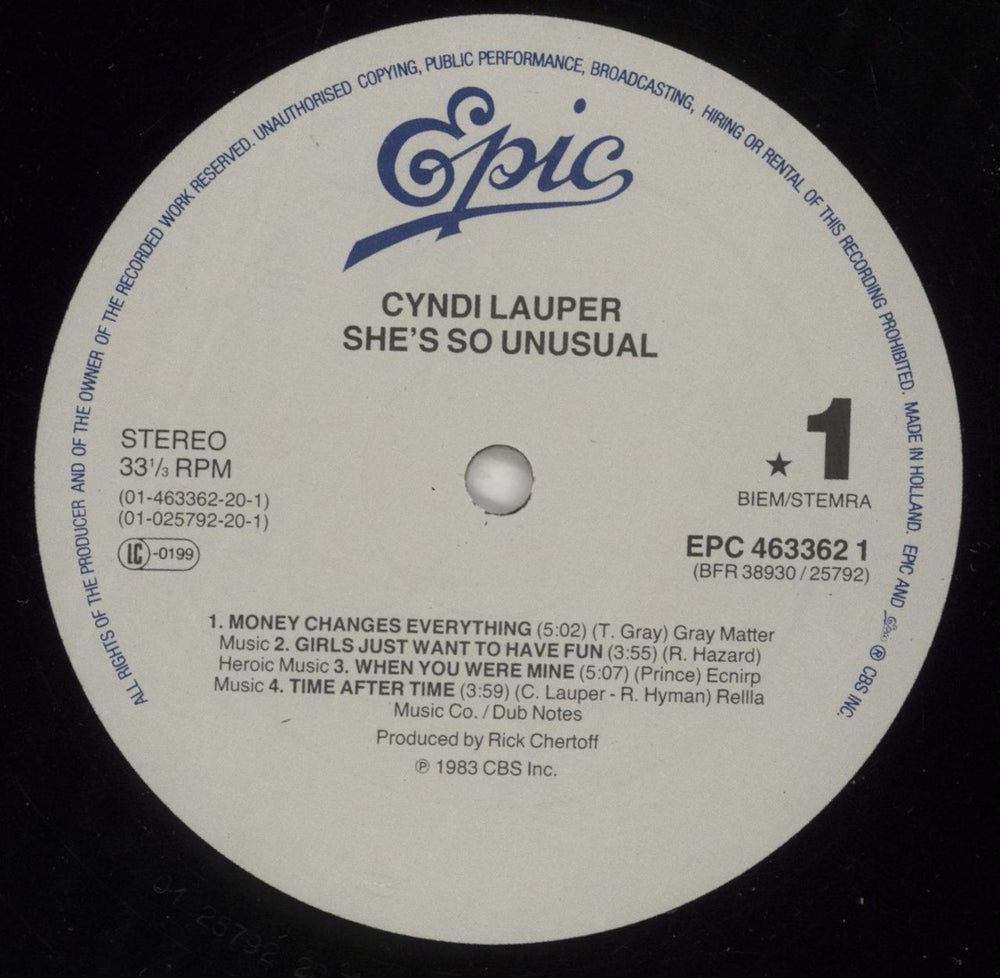 ALL RIGHTS OF THE PRODUCER AND OF THE OWNER OF THE RECORDED WORK RESERVED. UNAUTHORISED COPYING, PUBLIC PERFORMANCE, BROADCASTING, HIRING OR RENTAL OF THIS RECORDING PROHIBITED. MADE IN HOLLAND. EPIC AND Epic ® CBS INC.
Epic
CYNDI LAUPER
SHE'S SO UNUSUAL
STEREO
33 1/3 RPM
(01-463362-20-1)
(01-025792-20-1)
LC-0199
★ 1
BIEM/STEMRA
EPC 463362 1
(BFR 38930 / 25792)
1. MONEY CHANGES EVERYTHING (5:02) (T. Gray) Gray Matter
Music 2. GIRLS JUST WANT TO HAVE FUN (3:55) (R. Hazard)
Heroic Music 3. WHEN YOU WERE MINE (5:07) (Prince) Ecnirp
Music 4. TIME AFTER TIME (3:59) (C. Lauper - R. Hyman) Rellla
Music Co. / Dub Notes
Produced by Rick Chertoff
℗ 1983 CBS Inc.